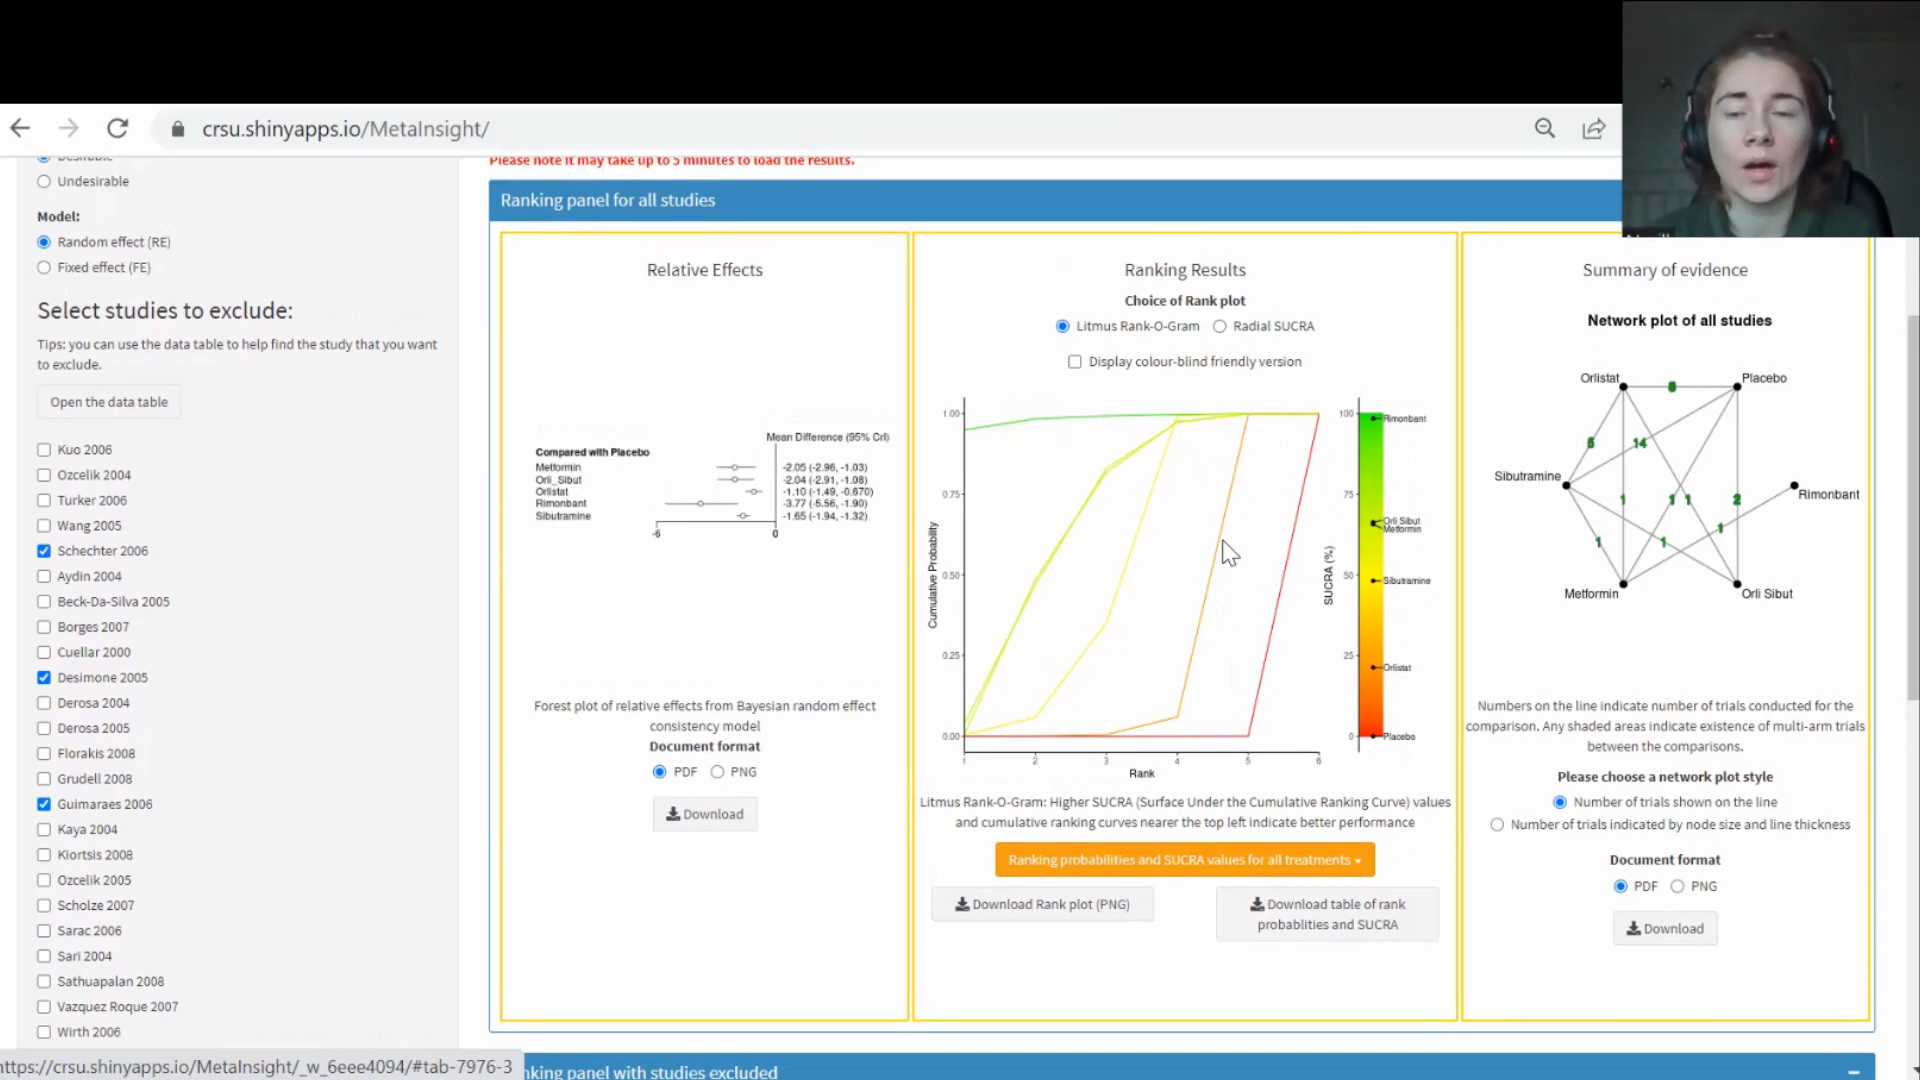 crsu.shinyapps.io/MetaInsight/
Desirable
Undesirable
Model:
Random effect (RE)
Fixed effect (FE)
Select studies to exclude:
Tips: you can use the data table to help find the study that you want
to exclude.
Open the data table
Kuo 2006
Ozcelik 2004
Turker 2006
Wang 2005
Schechter 2006
Aydin 2004
Beck-Da-Silva 2005
Borges 2007
Cuellar 2000
Desimone 2005
Derosa 2004
Derosa 2005
Florakis 2008
Grudell 2008
Guimaraes 2006
Kaya 2004
Kiortsis 2008
Ozcelik 2005
Scholze 2007
Sarac 2006
Sari 2004
Sathuapalan 2008
Vazquez Roque 2007
Wirth 2006
https://crsu.shinyapps.io/MetaInsight/_w_6eee4094/#tab-7976-3
Please note it may take up to 5 minutes to load the results.
Ranking panel for all studies
Relative Effects
Mean Difference (95% CrI)
Compared with Placebo
Metformin -2.05 (-2.96, -1.03)
Orli_Sibut -2.04 (-2.91, -1.08)
Orlistat -1.10 (-1.49, -0.670)
Rimonbant -3.77 (-5.56, -1.90)
Sibutramine -1.65 (-1.94, -1.32)
-6 0
Forest plot of relative effects from Bayesian random effect
consistency model
Document format
PDF PNG
Download
Ranking Results
Choice of Rank plot
Litmus Rank-O-Gram Radial SUCRA
Display colour-blind friendly version
Cumulative Probability
1.00
0.75
0.50
0.25
0.00
1 2 3 4 5 6
Rank
SUCRA (%)
100
75
50
25
0
Rimonbant
Orli Sibut
Metformin
Sibutramine
Orlistat
Placebo
Litmus Rank-O-Gram: Higher SUCRA (Surface Under the Cumulative Ranking Curve) values
and cumulative ranking curves nearer the top left indicate better performance
Ranking probabilities and SUCRA values for all treatments
Download Rank plot (PNG)
Download table of rank
probablities and SUCRA
Summary of evidence
Network plot of all studies
Orlistat
Placebo
Sibutramine
Rimonbant
Metformin
Orli Sibut
14
1
1
1
2
1
1
1
Numbers on the line indicate number of trials conducted for the
comparison. Any shaded areas indicate existence of multi-arm trials
between the comparisons.
Please choose a network plot style
Number of trials shown on the line
Number of trials indicated by node size and line thickness
Document format
PDF PNG
Download
nking panel with studies excluded